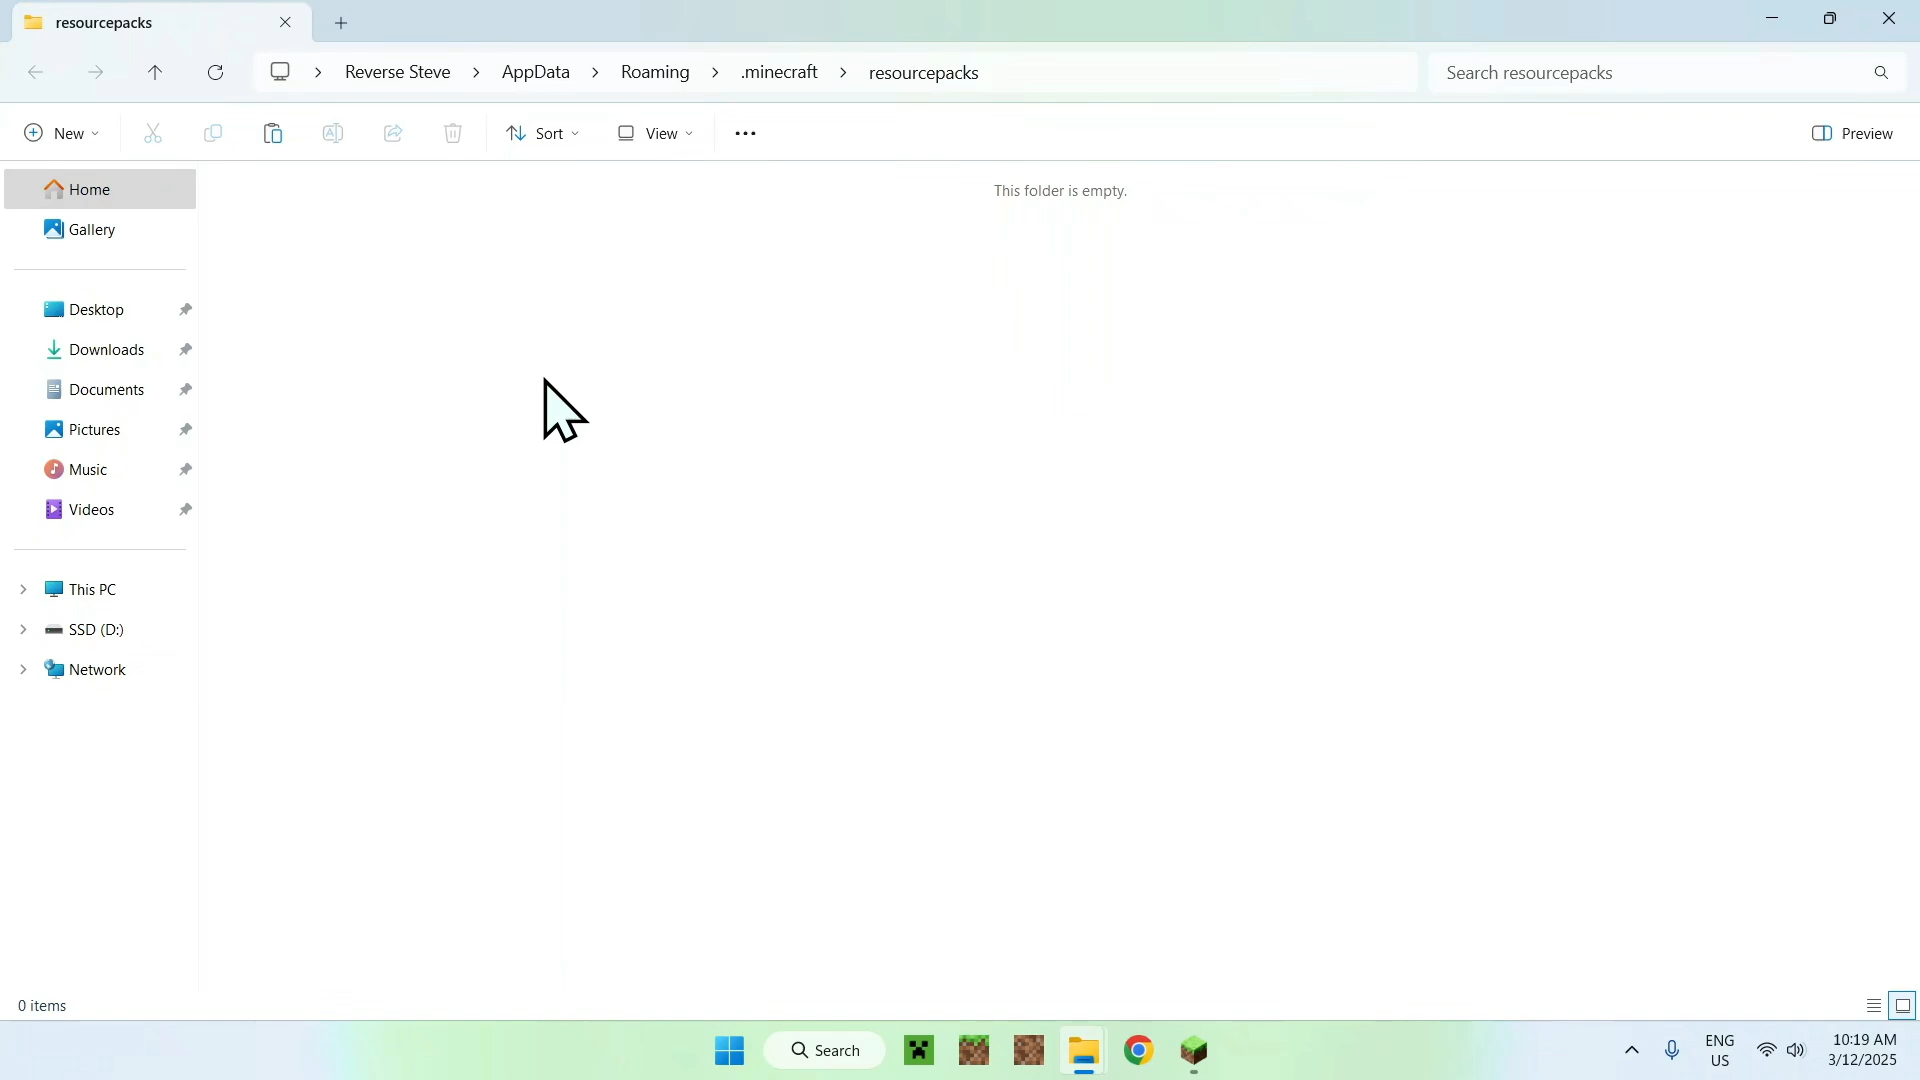 resourcepacks
Reverse Steve AppData Roaming .minecraft resourcepacks
Search resourcepacks
New
Sort
View
Preview
Home
This folder is empty.
Gallery
Desktop
Downloads
Documents
Pictures
Music
Videos
This PC
SSD (D:)
Network
0 items
Search
ENG
US
10:19 AM
3/12/2025